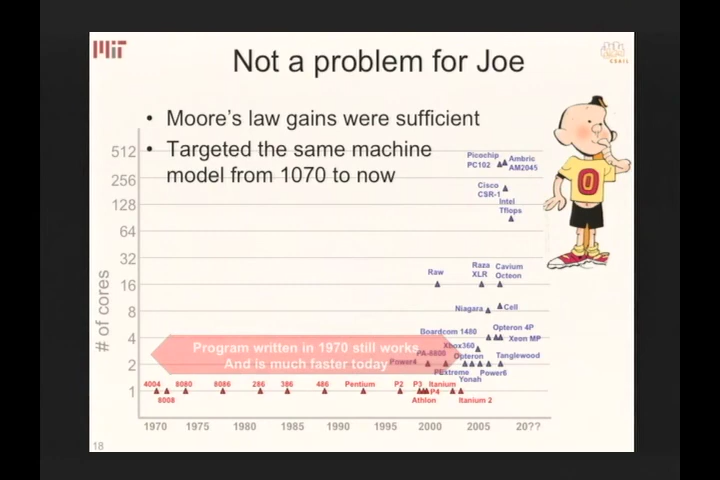 MIT
Not a problem for Joe
CSAIL
• Moore's law gains were sufficient
• Targeted the same machine
model from 1070 to now
# of cores
512
256
128
64
32
16
8
4
2
1
Picochip
PC102
Ambric
AM2045
Cisco
CSR-1
Intel
Tflops
Raw
Raza
XLR
Cavium
Octeon
Niagara
Cell
Boardcom 1480
Opteron 4P
Xeon MP
Xbox360
PA-8800
Opteron
Tanglewood
Power4
PExtreme
Power6
Yonah
Program written in 1970 still works
And is much faster today
4004
8008
8080
8086
286
386
486
Pentium
P2
P3
Itanium
P4
Athlon
Itanium 2
1970
1975
1980
1985
1990
1995
2000
2005
20??
18
0